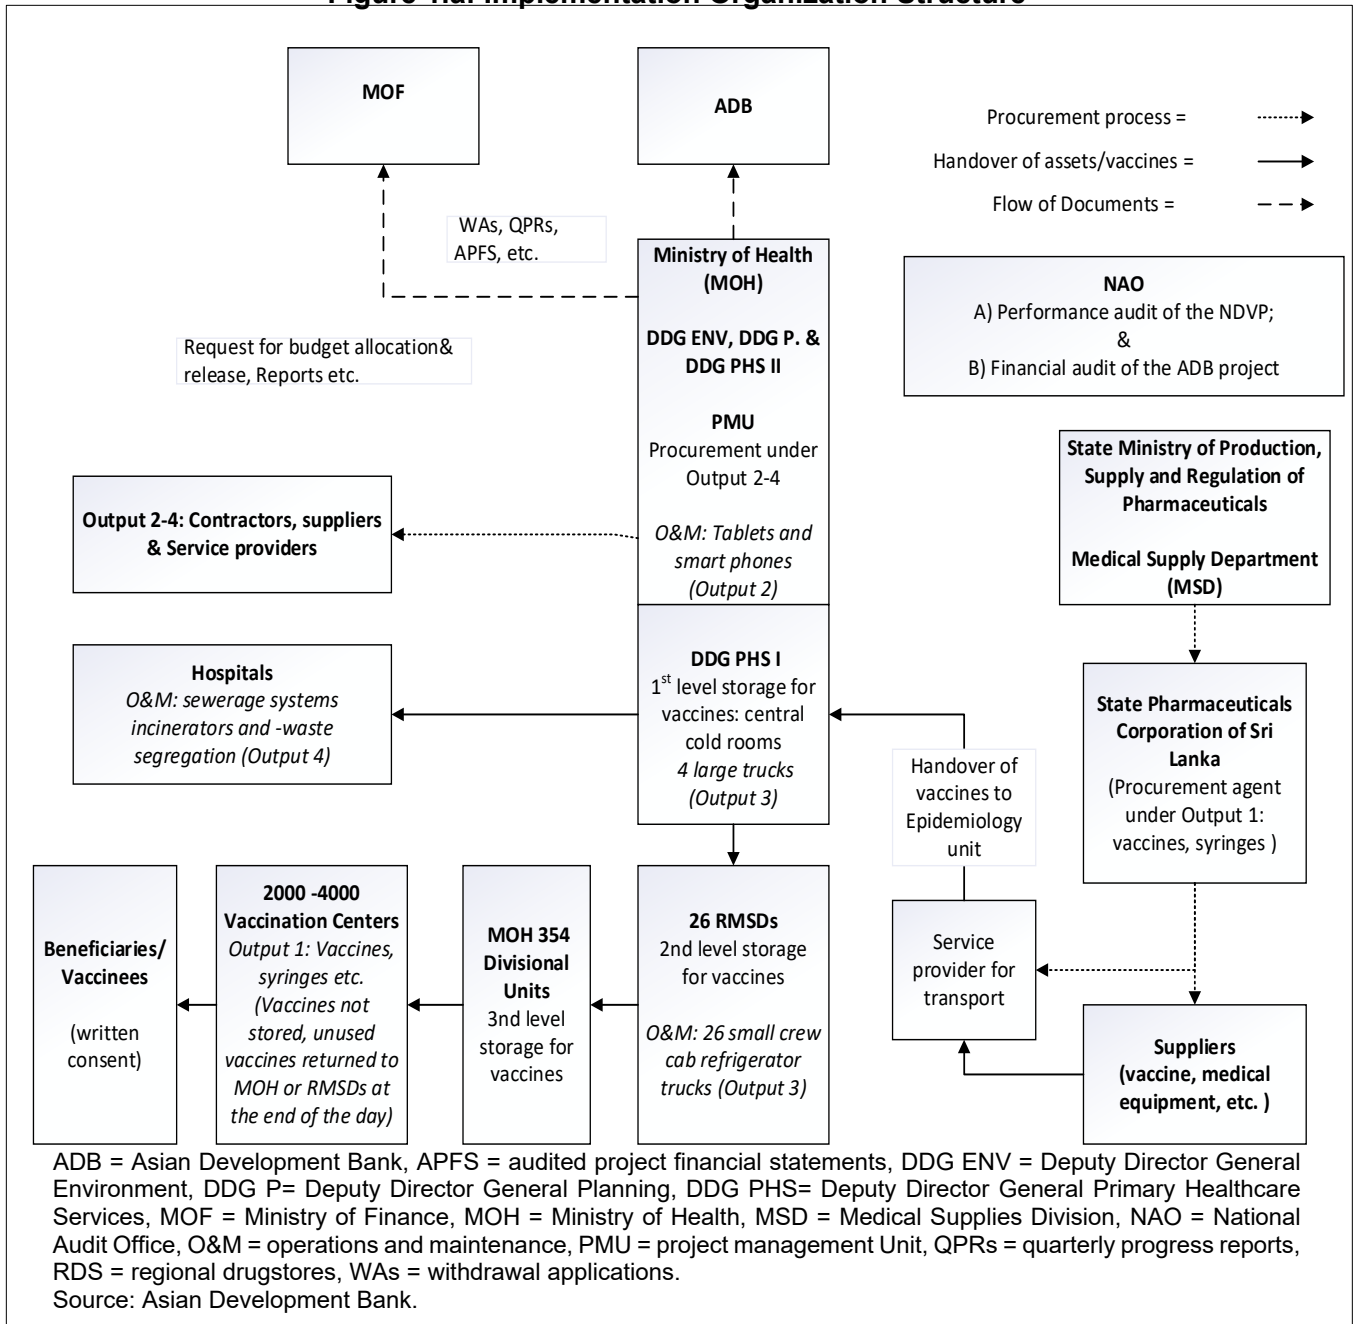 Figure Implementation Organization Structure
MOF
ADB
Procurement process =
Handover of assets/vaccines =
Flow of Documents =
WAs, QPRs,
APFS, etc.
Request for budget allocation&
release, Reports etc.
Ministry of Health
(MOH)
DDG ENV, DDG P. &
DDG PHS II
PMU
Procurement under
Output 2-4
O&M: Tablets and
smart phones
(Output 2)
NAO
A) Performance audit of the NDVP;
&
B) Financial audit of the ADB project
State Ministry of Production,
Supply and Regulation of
Pharmaceuticals
Medical Supply Department
(MSD)
Output 2-4: Contractors, suppliers
& Service providers
Hospitals
O&M: sewerage systems
incinerators and -waste
segregation (Output 4)
DDG PHS I
1st level storage for
vaccines: central
cold rooms
4 large trucks
(Output 3)
Handover of
vaccines to
Epidemiology
unit
State Pharmaceuticals
Corporation of Sri
Lanka
(Procurement agent
under Output 1:
vaccines, syringes )
Beneficiaries/
Vaccinees
(written
consent)
2000 -4000
Vaccination Centers
Output 1: Vaccines,
syringes etc.
(Vaccines not
stored, unused
vaccines returned to
MOH or RMSDs at
the end of the day)
MOH 354
Divisional
Units
3nd level
storage for
vaccines
26 RMSDs
2nd level storage
for vaccines
O&M: 26 small crew
cab refrigerator
trucks (Output 3)
Service
provider for
transport
Suppliers
(vaccine, medical
equipment, etc. )
ADB = Asian Development Bank, APFS = audited project financial statements, DDG ENV = Deputy Director General
Environment, DDG P= Deputy Director General Planning, DDG PHS= Deputy Director General Primary Healthcare
Services, MOF = Ministry of Finance, MOH = Ministry of Health, MSD = Medical Supplies Division, NAO = National
Audit Office, O&M = operations and maintenance, PMU = project management Unit, QPRs = quarterly progress reports,
RDS = regional drugstores, WAs = withdrawal applications.
Source: Asian Development Bank.